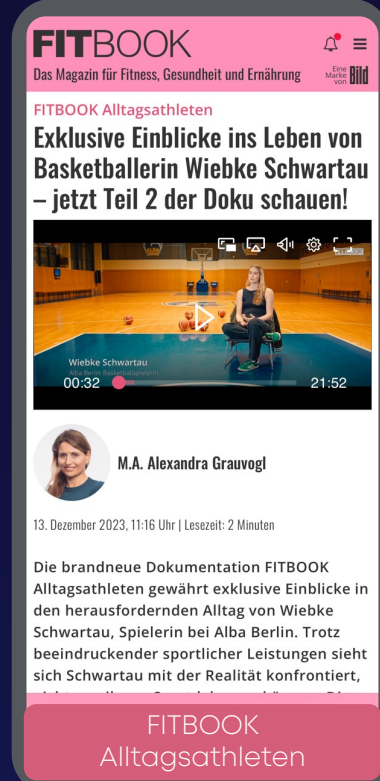 FITBOOK
Das Magazin für Fitness, Gesundheit und Ernährung
Eine
Marke
von Bild
FITBOOK Alltagsathleten
Exklusive Einblicke ins Leben von
Basketballerin Wiebke Schwartau
– jetzt Teil 2 der Doku schauen!
Wiebke Schwartau
Alba Berlin Basketballspielerin
00:32
21:52
M.A. Alexandra Grauvogl
13. Dezember 2023, 11:16 Uhr | Lesezeit: 2 Minuten
Die brandneue Dokumentation FITBOOK
Alltagsathleten gewährt exklusive Einblicke in
den herausfordernden Alltag von Wiebke
Schwartau, Spielerin bei Alba Berlin. Trotz
beeindruckender sportlicher Leistungen sieht
sich Schwartau mit der Realität konfrontiert,
FITBOOK
Alltagsathleten